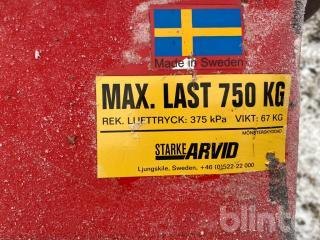 Made in Sweden
MAX. LAST 750 KG
REK. LUFTTRYCK: 375 kPa VIKT: 67 KG
MÖNSTERSKYDDAD
STARKE ARVID
Ljungskile, Sweden, +46 (0)522-22 000
blinto